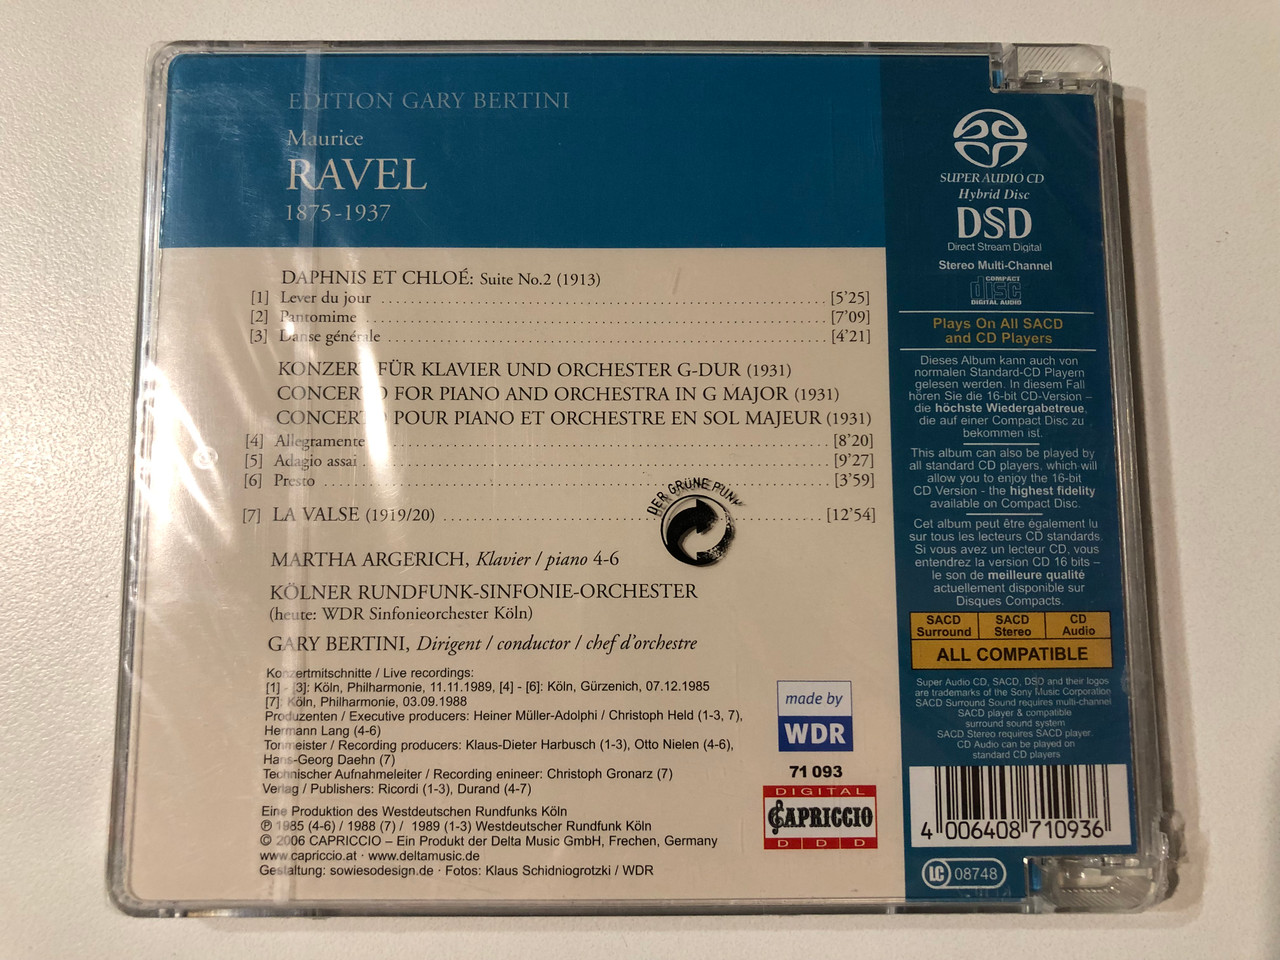 EDITION GARY BERTINI
Maurice
RAVEL
1875-1937
DAPHNIS ET CHLOÉ: Suite No.2 (1913)
[1] Lever du jour [5'25]
[2] Pantomime [7'09]
[3] Danse générale [4'21]
KONZERT FÜR KLAVIER UND ORCHESTER G-DUR (1931)
CONCERTO FOR PIANO AND ORCHESTRA IN G MAJOR (1931)
CONCERTO POUR PIANO ET ORCHESTRE EN SOL MAJEUR (1931)
[4] Allegramente [8'20]
[5] Adagio assai [9'27]
[6] Presto [3'59]
[7] LA VALSE (1919/20) [12'54]
DER GRÜNE PUNKT
MARTHA ARGERICH, Klavier / piano 4-6
KÖLNER RUNDFUNK-SINFONIE-ORCHESTER
(heute: WDR Sinfonieorchester Köln)
GARY BERTINI, Dirigent / conductor / chef d'orchestre
Konzertmitschnitte / Live recordings:
[1] - [3]: Köln, Philharmonie, 11.11.1989, [4] - [6]: Köln, Gürzenich, 07.12.1985
[7]: Köln, Philharmonie, 03.09.1988
Produzenten / Executive producers: Heiner Müller-Adolphi / Christoph Held (1-3, 7),
Hermann Lang (4-6)
Tonmeister / Recording producers: Klaus-Dieter Harbusch (1-3), Otto Nielen (4-6),
Hans-Georg Daehn (7)
Technischer Aufnahmeleiter / Recording enineer: Christoph Gronarz (7)
Verlag / Publishers: Ricordi (1-3), Durand (4-7)
Eine Produktion des Westdeutschen Rundfunks Köln
℗ 1985 (4-6) / 1988 (7) / 1989 (1-3) Westdeutscher Rundfunk Köln
© 2006 CAPRICCIO – Ein Produkt der Delta Music GmbH, Frechen, Germany
www.capriccio.at · www.deltamusic.de
Gestaltung: sowiesodesign.de · Fotos: Klaus Schidniogrotzki / WDR
made by
WDR
71 093
DIGITAL
CAPRICCIO
DDD
SUPER AUDIO CD
Hybrid Disc
DSD
Direct Stream Digital
Stereo Multi-Channel
COMPACT
disc
DIGITAL AUDIO
Plays On All SACD
and CD Players
Dieses Album kann auch von
normalen Standard-CD Playern
gelesen werden. In diesem Fall
hören Sie die 16-bit CD-Version –
die höchste Wiedergabetreue,
die auf einer Compact Disc zu
bekommen ist.
This album can also be played by
all standard CD players, which will
allow you to enjoy the 16-bit
CD Version - the highest fidelity
available on Compact Disc.
Cet album peut être également lu
sur tous les lecteurs CD standards.
Si vous avez un lecteur CD, vous
entendrez la version CD 16 bits –
le son de meilleure qualité
actuellement disponible sur
Disques Compacts.
SACD Surround SACD Stereo CD Audio
ALL COMPATIBLE
Super Audio CD, SACD, DSD and their logos
are trademarks of the Sony Music Corporation
SACD Surround Sound requires multi-channel
SACD player & compatible
surround sound system
SACD Stereo requires SACD player.
CD Audio can be played on
standard CD players
4 006408 710936
LC 08748